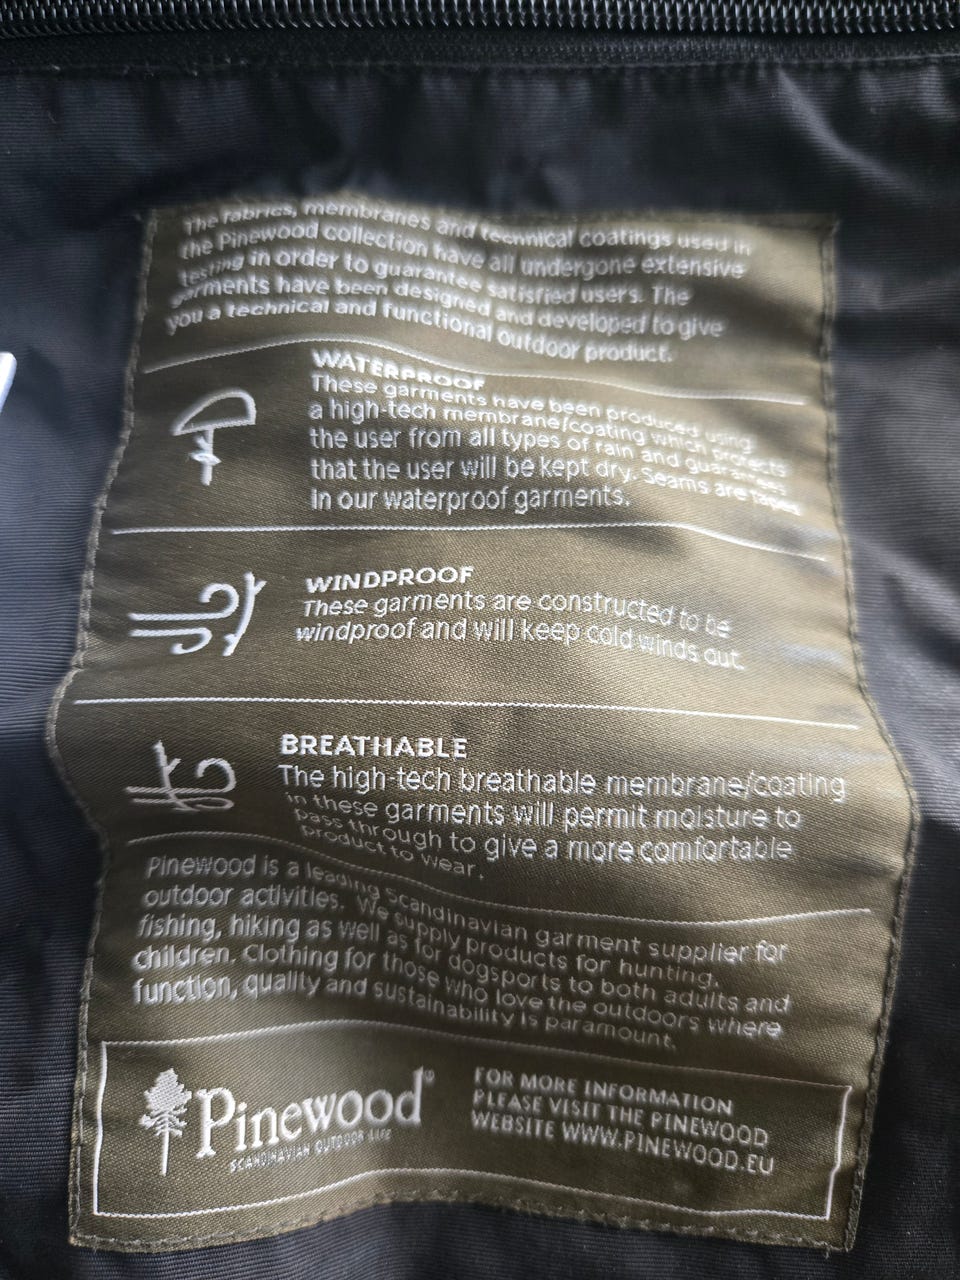 The fabrics, membranes and technical coatings used in
the Pinewood collection have all undergone extensive
testing in order to guarantee satisfied users. The
garments have been designed and developed to give
you a technical and functional outdoor product.
WATERPROOF
These garments have been produced using
a high-tech membrane/coating which protects
the user from all types of rain and guarantees
that the user will be kept dry. Seams are tapes
In our waterproof garments.
WINDPROOF
These garments are constructed to be
windproof and will keep cold winds out.
BREATHABLE
The high-tech breathable membrane/coating
in these garments will permit moisture to
pass through to give a more comfortable
product to wear.
Pinewood is a leading Scandinavian garment supplier for
outdoor activities. We supply products for hunting,
fishing, hiking as well as for dogsports to both adults and
children. Clothing for those who love the outdoors where
function, quality and sustainability is paramount.
Pinewood®
SCANDINAVIAN OUTDOOR LIFE
FOR MORE INFORMATION
PLEASE VISIT THE PINEWOOD
WEBSITE WWW.PINEWOOD.EU